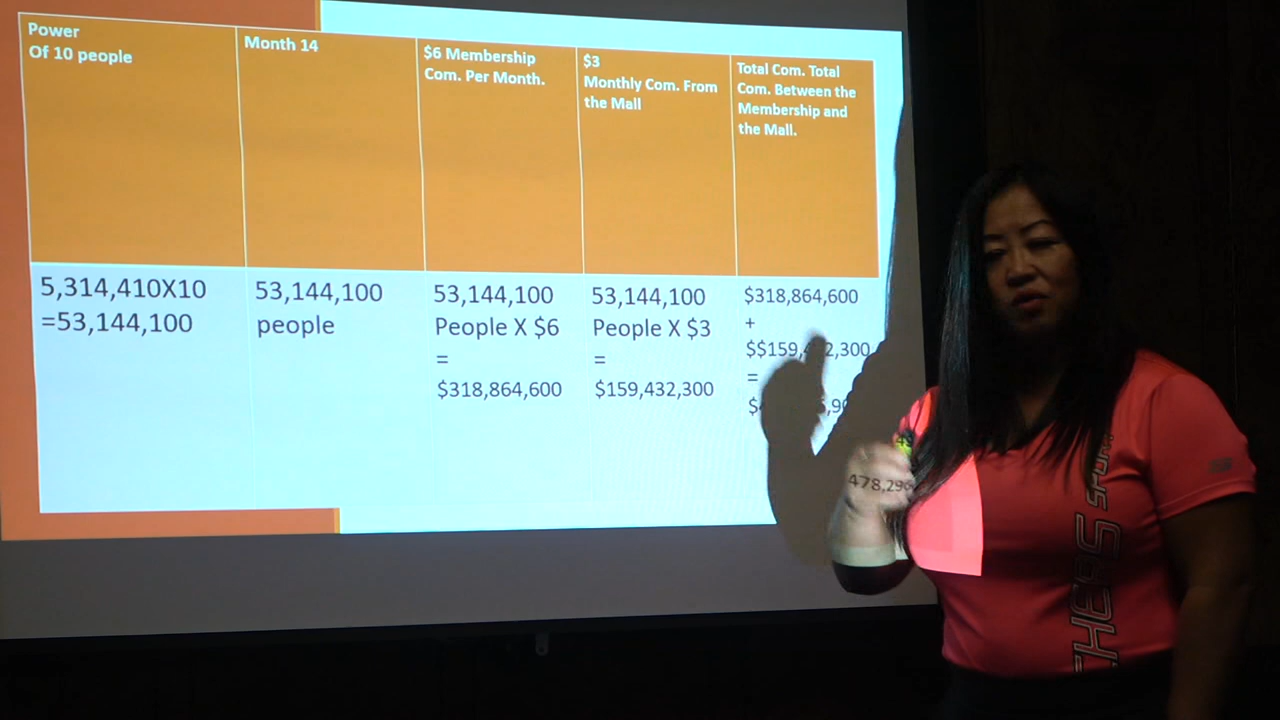 Power
Of 10 people
Month 14
$6 Membership
Com. Per Month.
$3
Monthly Com. From
the Mall
Total Com. Total
Com. Between the
Membership and
the Mall.
5,314,410X10
=53,144,100
53,144,100
people
53,144,100
People X $6
=
$318,864,600
53,144,100
People X $3
=
$159,432,300
$318,864,600
+
=
CHESS SPORT